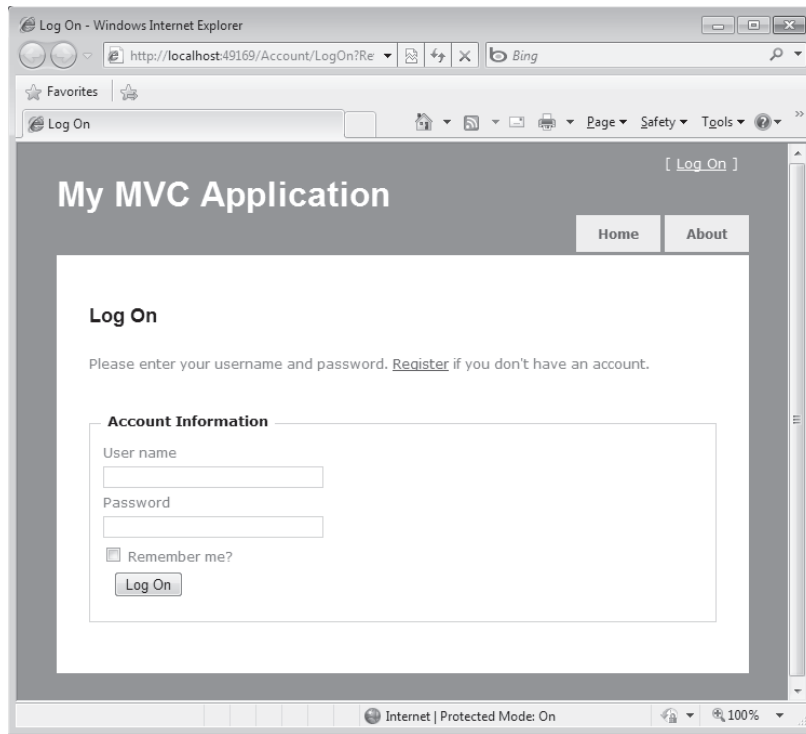 Log On - Windows Internet Explorer
http://localhost:49169/Account/LogOn?Re
Bing
Favorites
Log On
Page Safety Tools
[ Log On ]
My MVC Application
Home About
Log On
Please enter your username and password. Register if you don't have an account.
Account Information
User name
Password
Remember me?
Log On
Internet | Protected Mode: On
100%